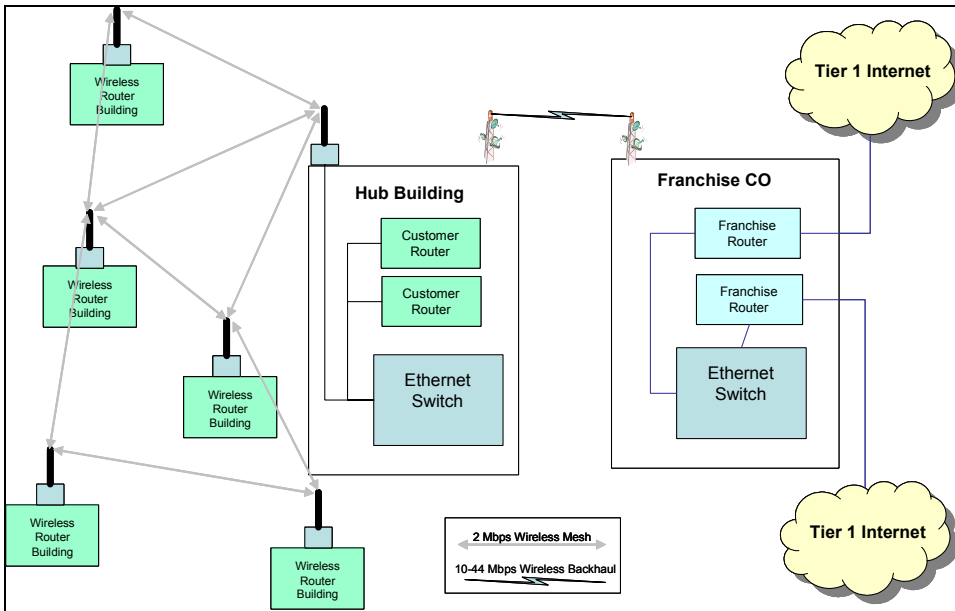 Wireless
Router
Building
Wireless
Router
Building
Wireless
Router
Building
Wireless
Router
Building
Wireless
Router
Building
Hub Building
Customer
Router
Customer
Router
Ethernet
Switch
Franchise CO
Franchise
Router
Franchise
Router
Ethernet
Switch
Tier 1 Internet
Tier 1 Internet
2 Mbps Wireless Mesh
10-44 Mbps Wireless Backhaul